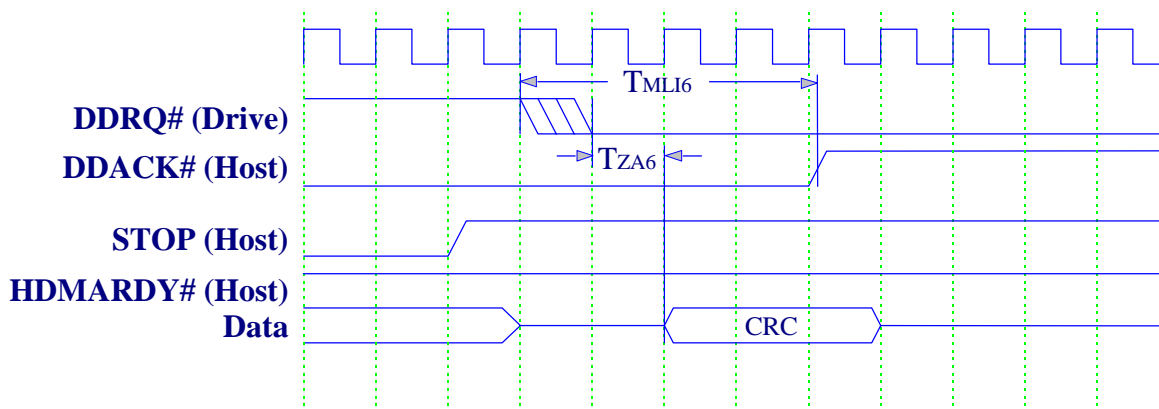 TMLI6
DDRQ# (Drive)
TZA6
DDACK# (Host)
STOP (Host)
HDMARDY# (Host)
Data
CRC